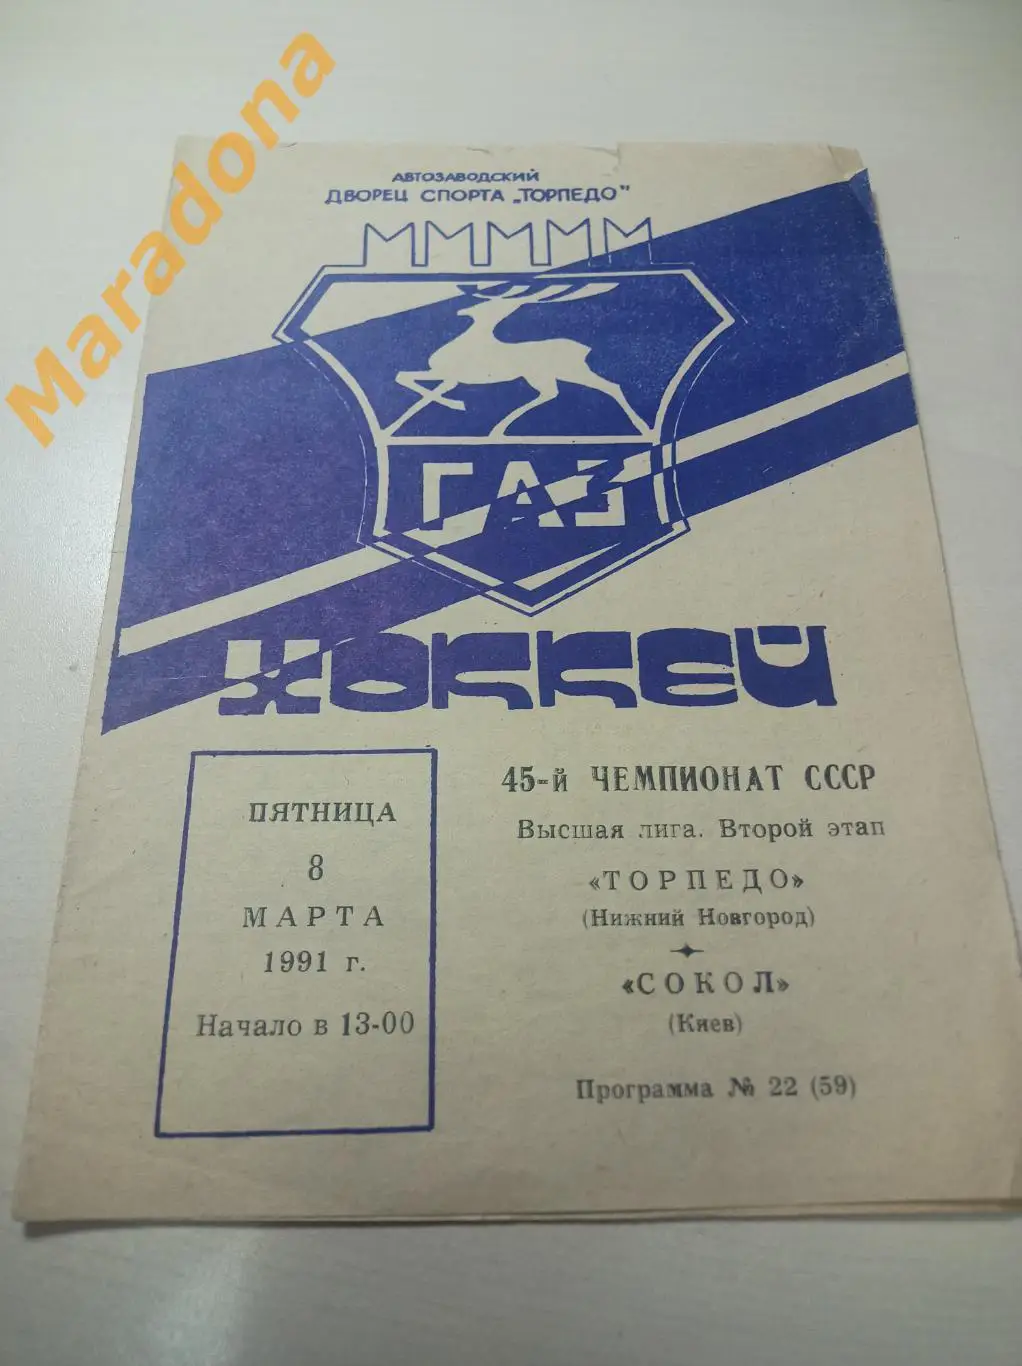 Maradona
АВТОЗАВОДСКИЙ
ДВОРЕЦ СПОРТА „ТОРПЕДО"
ГАЗ
ХОККЕЙ
ПЯТНИЦА
8
МАРТА
1991 г.
Начало в 13-00
45-й ЧЕМПИОНАТ СССР
Высшая лига. Второй этап
«ТОРПЕДО»
(Нижний Новгород)
«СОКОЛ»
(Киев)
Программа № 22 (59)